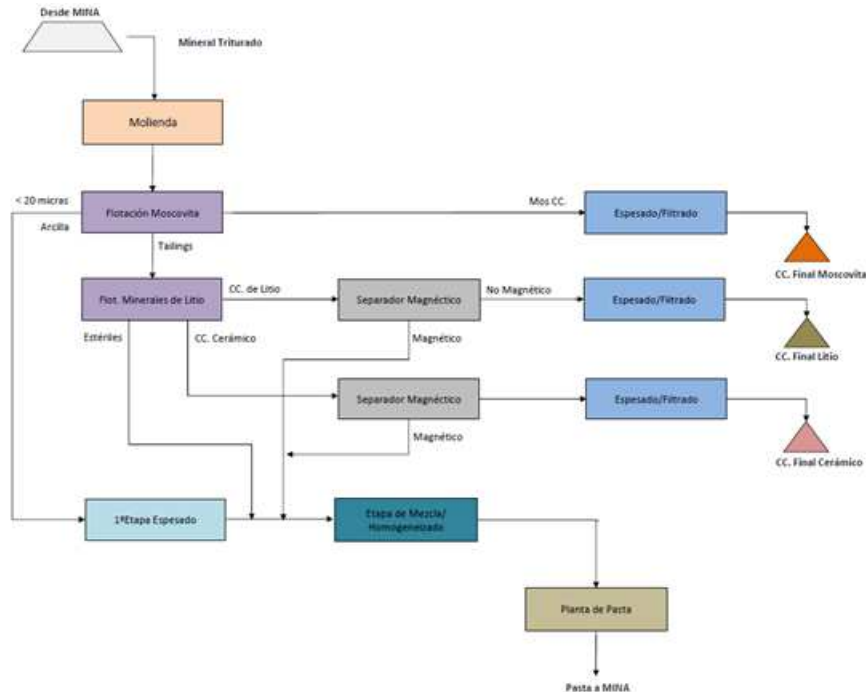 Desde MINA
Mineral Triturado
Molienda
< 20 micras
Arcilla
Flotación Moscovita
Mos CC.
Espesado/Filtrado
CC. Final Moscovita
Tailings
Flot. Minerales de Litio
CC. de Litio
Separador Magnéctico
No Magnético
Espesado/Filtrado
CC. Final Litio
Estériles
CC. Cerámico
Magnético
Separador Magnéctico
Espesado/Filtrado
CC. Final Cerámico
Magnético
1ªEtapa Espesado
Etapa de Mezcla/
Homogeneizado
Planta de Pasta
Pasta a MINA